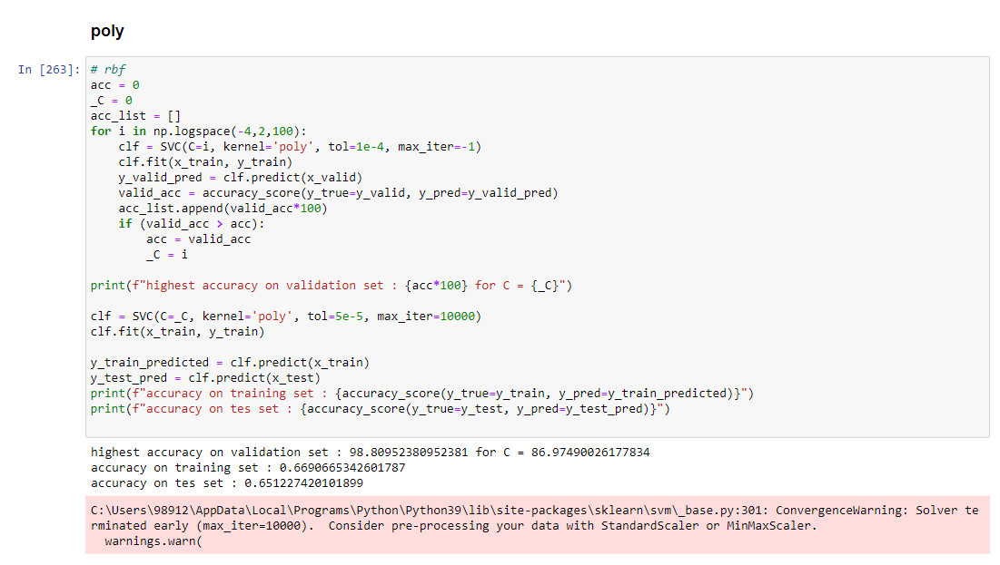 poly
In [263]:
# rbf
acc = 0
_C = 0
acc_list = []
for i in np.logspace(-4,2,100):
    clf = SVC(C=i, kernel='poly', tol=1e-4, max_iter=-1)
    clf.fit(x_train, y_train)
    y_valid_pred = clf.predict(x_valid)
    valid_acc = accuracy_score(y_true=y_valid, y_pred=y_valid_pred)
    acc_list.append(valid_acc*100)
    if (valid_acc > acc):
        acc = valid_acc
        _C = i

print(f"highest accuracy on validation set : {acc*100} for C = {_C}")

clf = SVC(C=_C, kernel='poly', tol=5e-5, max_iter=10000)
clf.fit(x_train, y_train)

y_train_predicted = clf.predict(x_train)
y_test_pred = clf.predict(x_test)
print(f"accuracy on training set : {accuracy_score(y_true=y_train, y_pred=y_train_predicted)}")
print(f"accuracy on tes set : {accuracy_score(y_true=y_test, y_pred=y_test_pred)}")

highest accuracy on validation set : 98.80952380952381 for C = 86.97490026177834
accuracy on training set : 0.6690665342601787
accuracy on tes set : 0.651227420101899
C:\Users\98912\AppData\Local\Programs\Python\Python39\lib\site-packages\sklearn\svm\_base.py:301: ConvergenceWarning: Solver te
rminated early (max_iter=10000).  Consider pre-processing your data with StandardScaler or MinMaxScaler.
  warnings.warn(